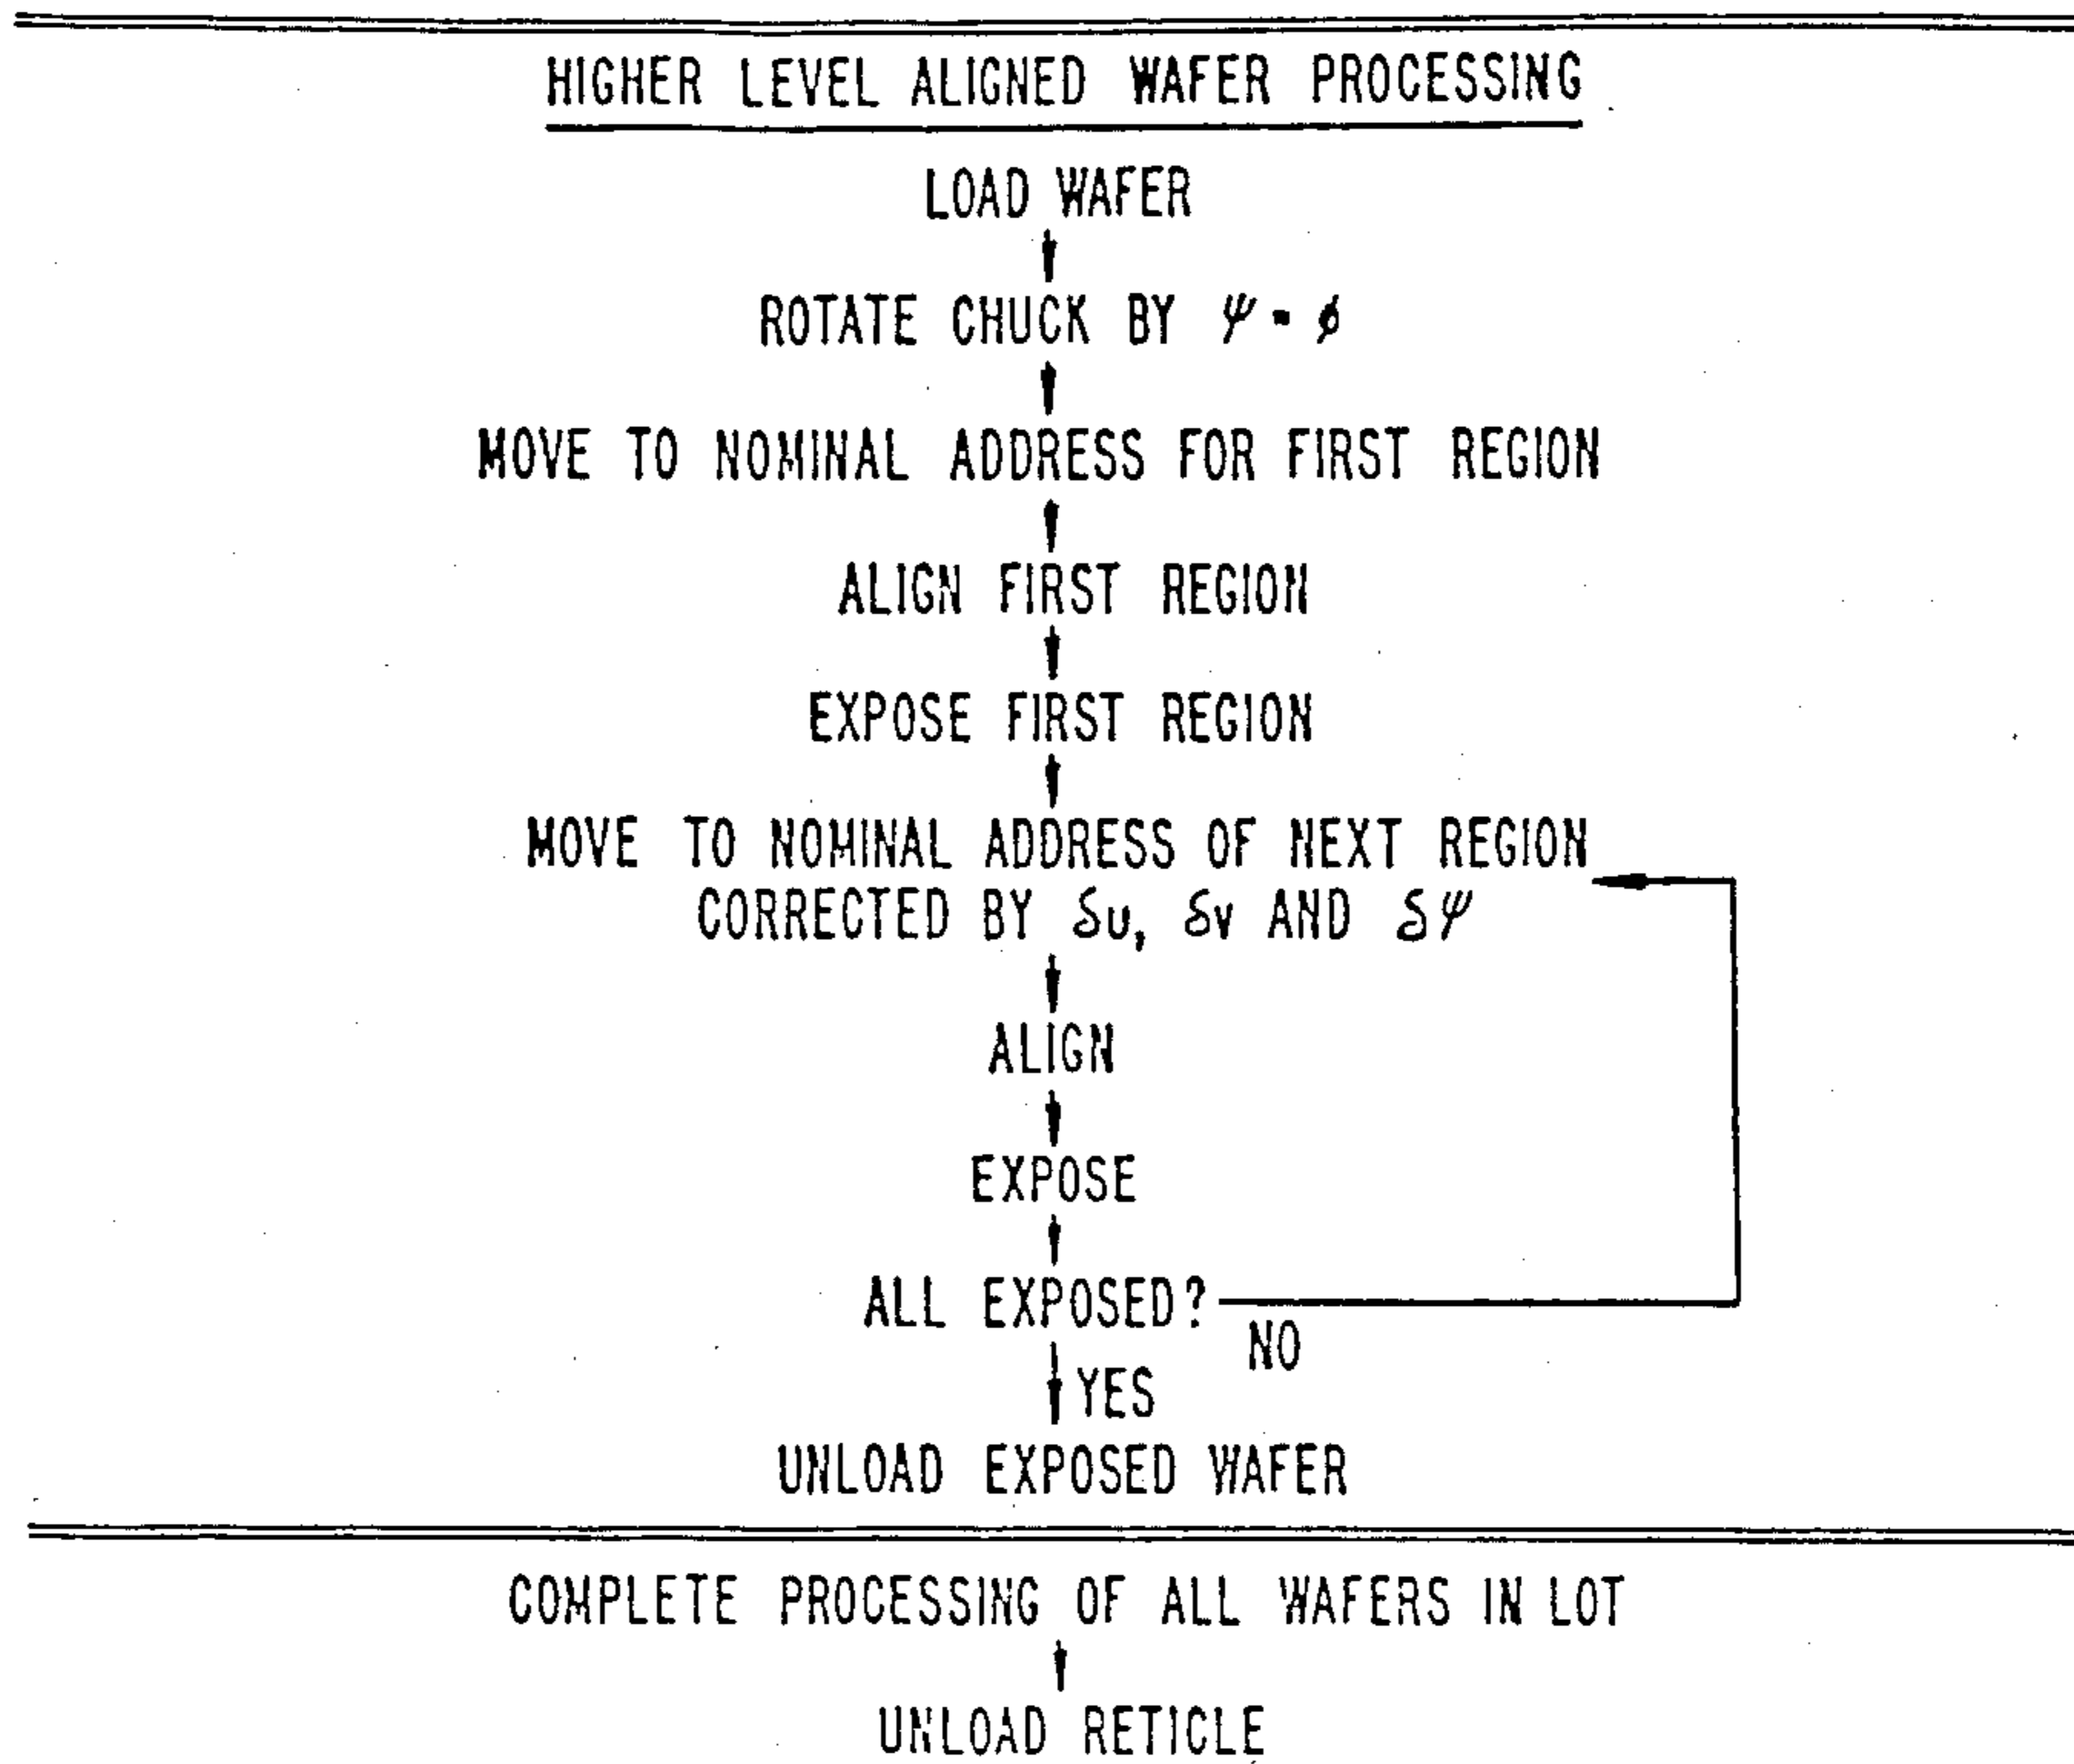 HIGHER LEVEL ALIGNED WAFER PROCESSING
LOAD WAFER
ROTATE CHUCK BY ψ - ϕ
MOVE TO NOMINAL ADDRESS FOR FIRST REGION
ALIGN FIRST REGION
EXPOSE FIRST REGION
MOVE TO NOMINAL ADDRESS OF NEXT REGION
CORRECTED BY δu, δv AND δψ
ALIGN
EXPOSE
ALL EXPOSED?
NO
YES
UNLOAD EXPOSED WAFER
COMPLETE PROCESSING OF ALL WAFERS IN LOT
UNLOAD RETICLE